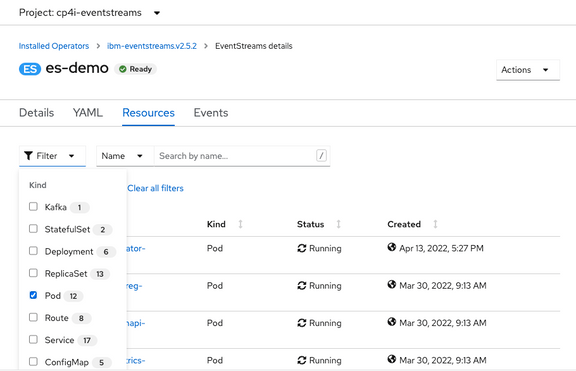 Project: cp4i-eventstreams
Installed Operators > ibm-eventstreams.v2.5.2 > EventStreams details
ES es-demo Ready
Actions
Details YAML Resources Events
Filter Name Search by name... /
Kind
Clear all filters
Kafka 1
StatefulSet 2
Deployment 6
ReplicaSet 13
Pod 12
Route 8
Service 17
ConfigMap 5
Kind Status Created
ator- Pod Running Apr 13, 2022, 5:27 PM
reg- Pod Running Mar 30, 2022, 9:13 AM
api- Pod Running Mar 30, 2022, 9:13 AM
trics- Pod Running Mar 30, 2022, 9:13 AM